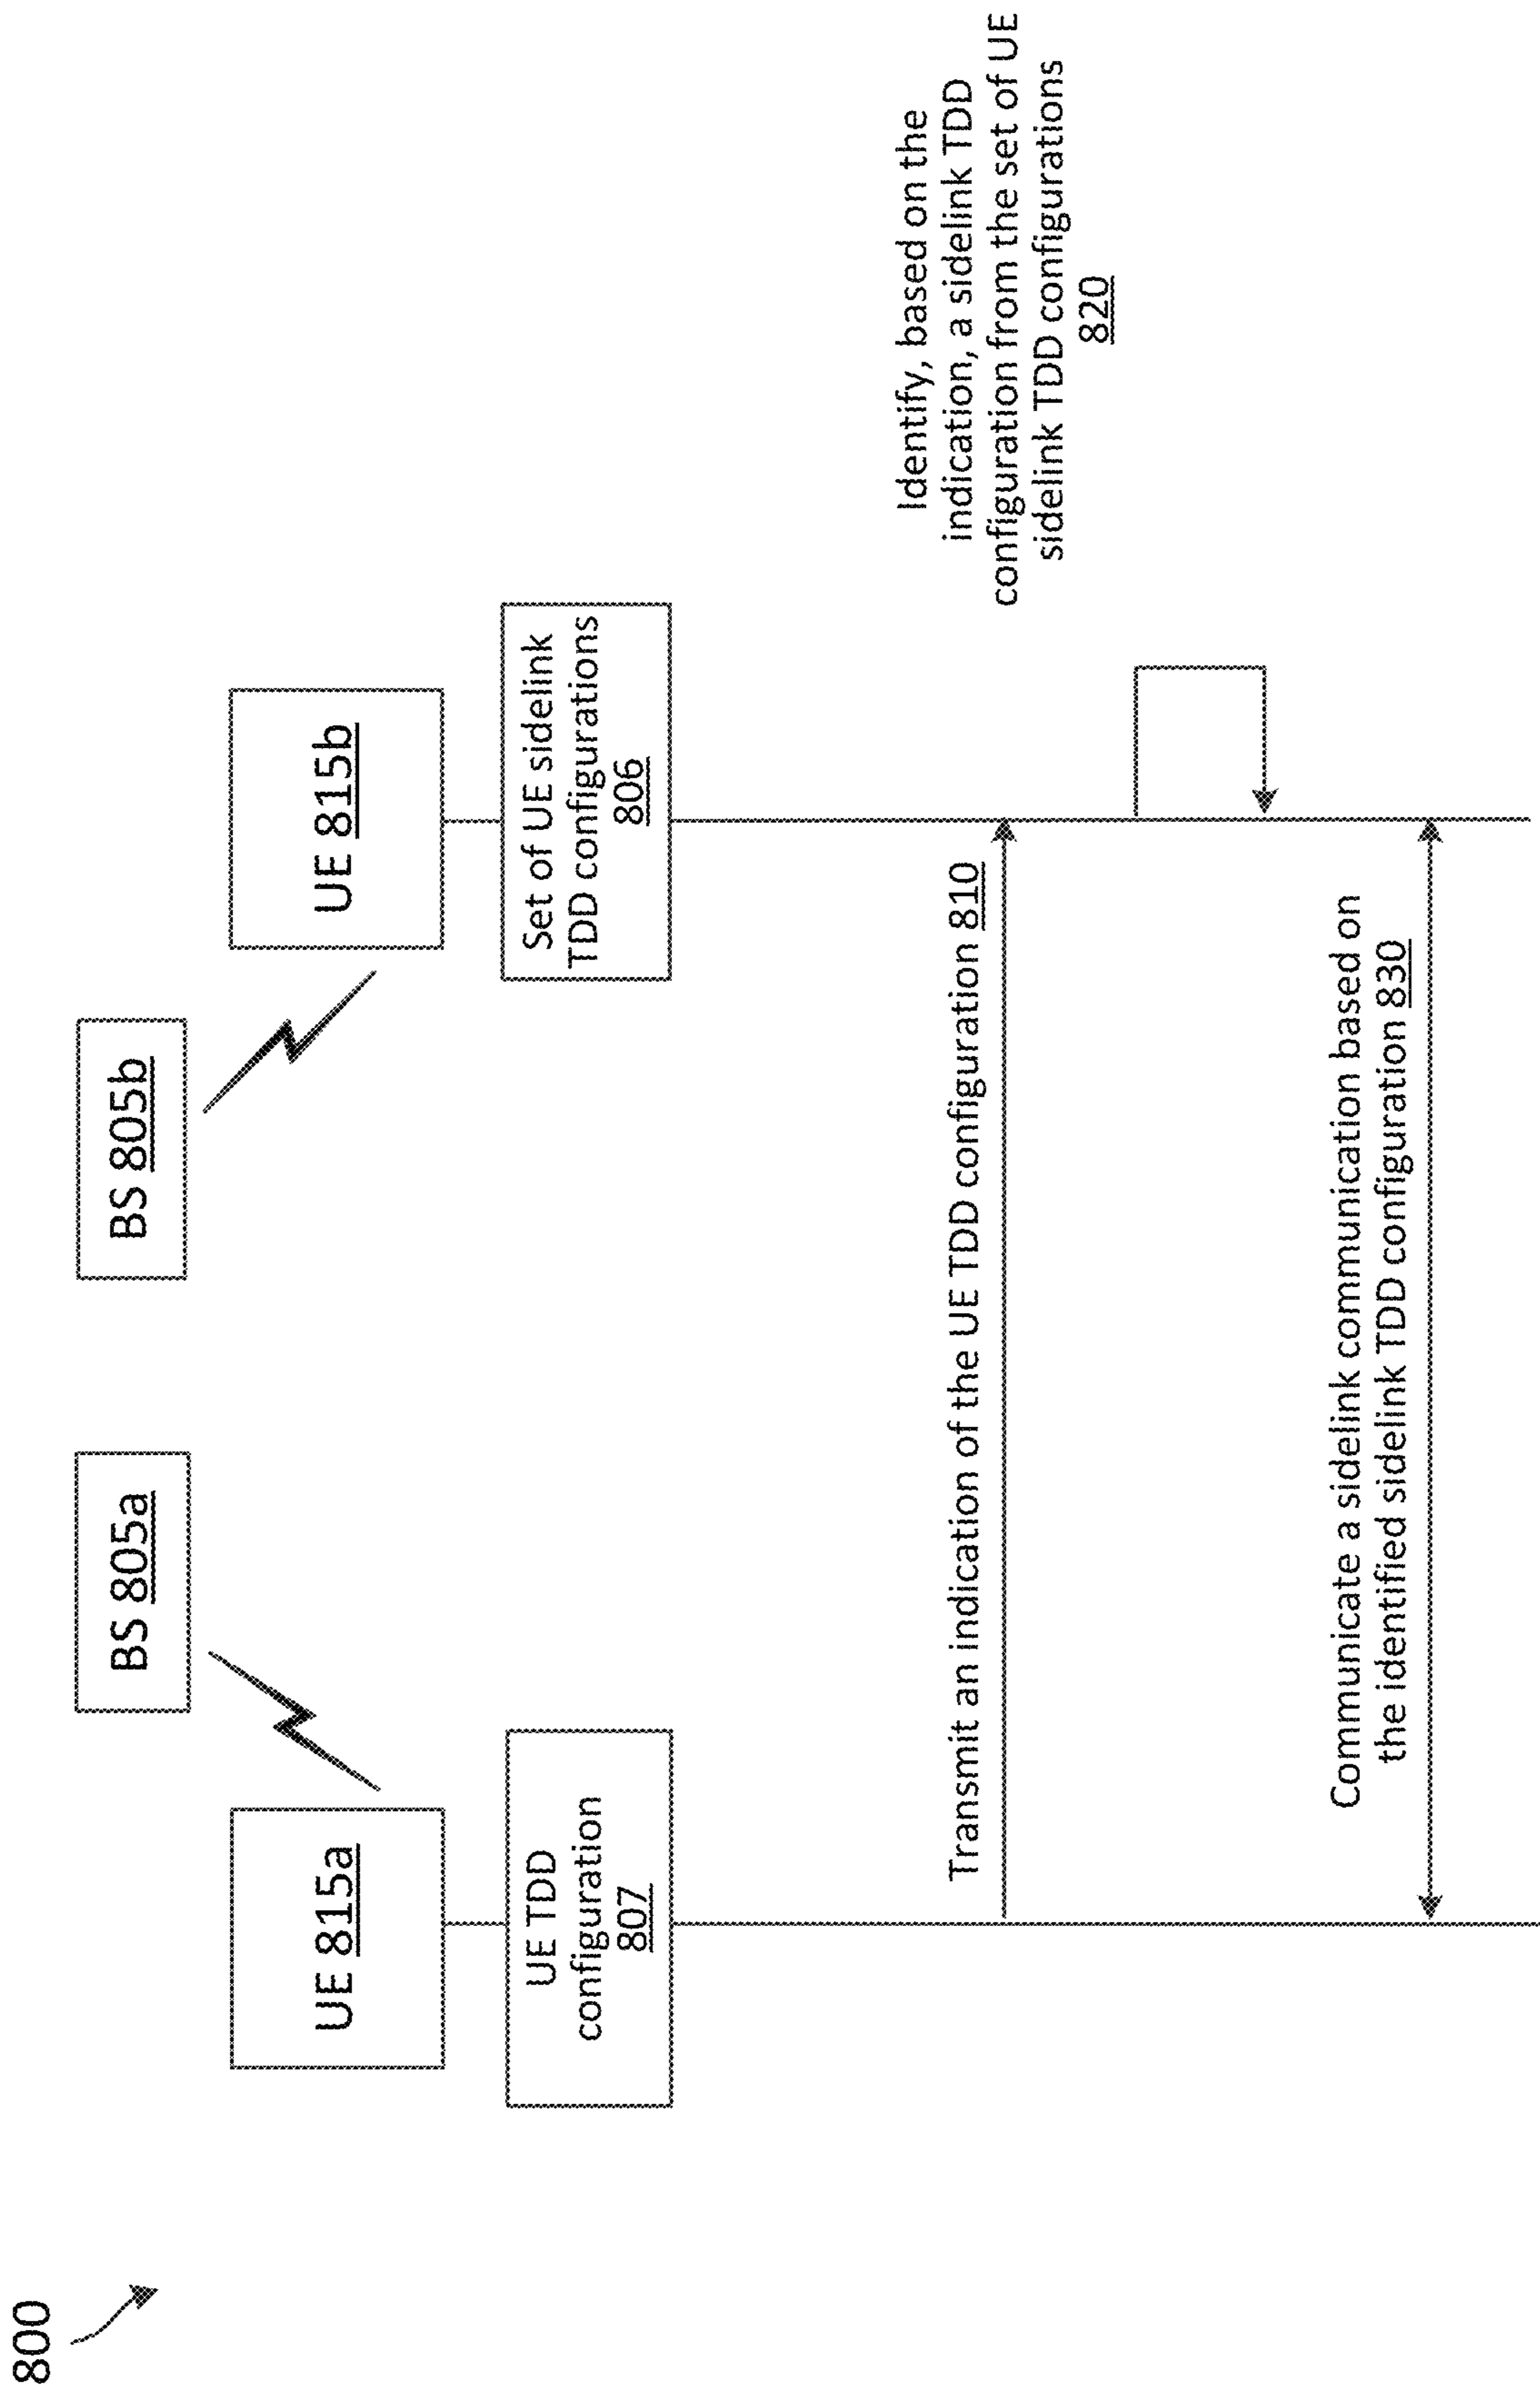 800
BS 805a
BS 805b
UE 815a
UE 815b
UE TDD
configuration
807
Set of UE sidelink
TDD configurations
806
Transmit an indication of the UE TDD configuration 810
Identify, based on the
indication, a sidelink TDD
configuration from the set of UE
sidelink TDD configurations
820
Communicate a sidelink communication based on
the identified sidelink TDD configuration 830